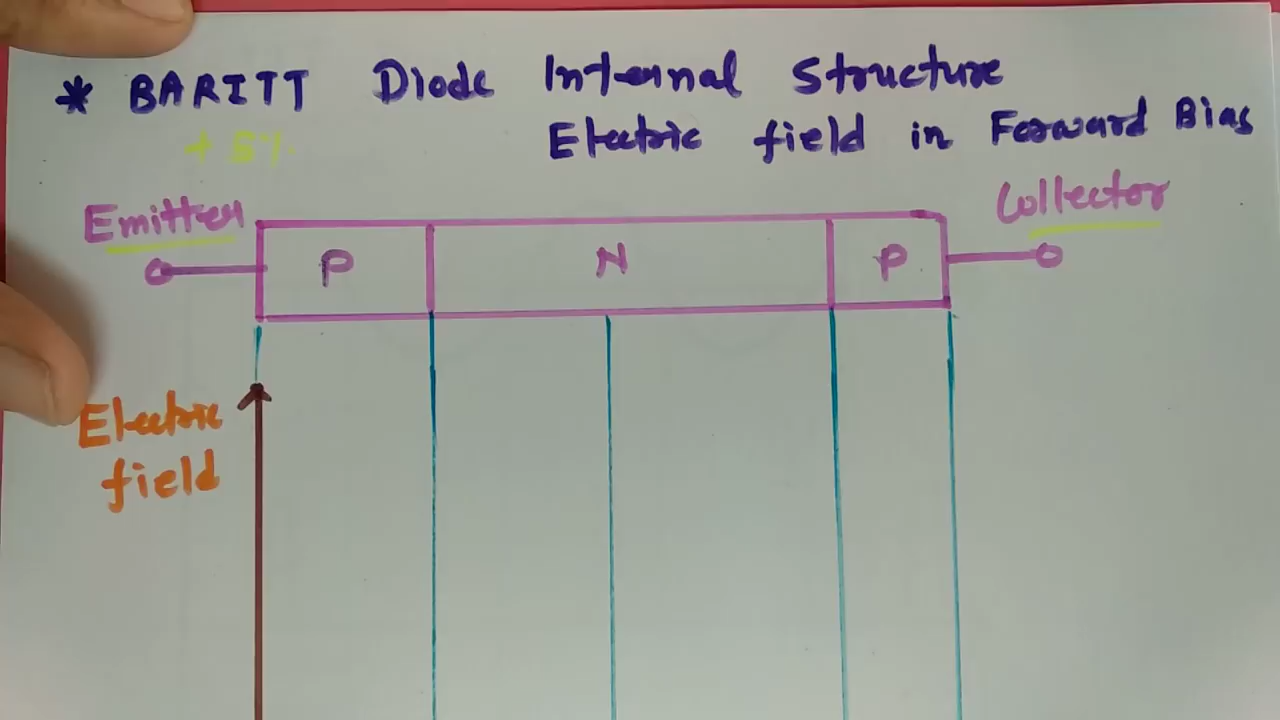 * BARITT Diode Internal Structure
Electric field in Forward Bias
Emitter
Collector
P N P
Electric
field